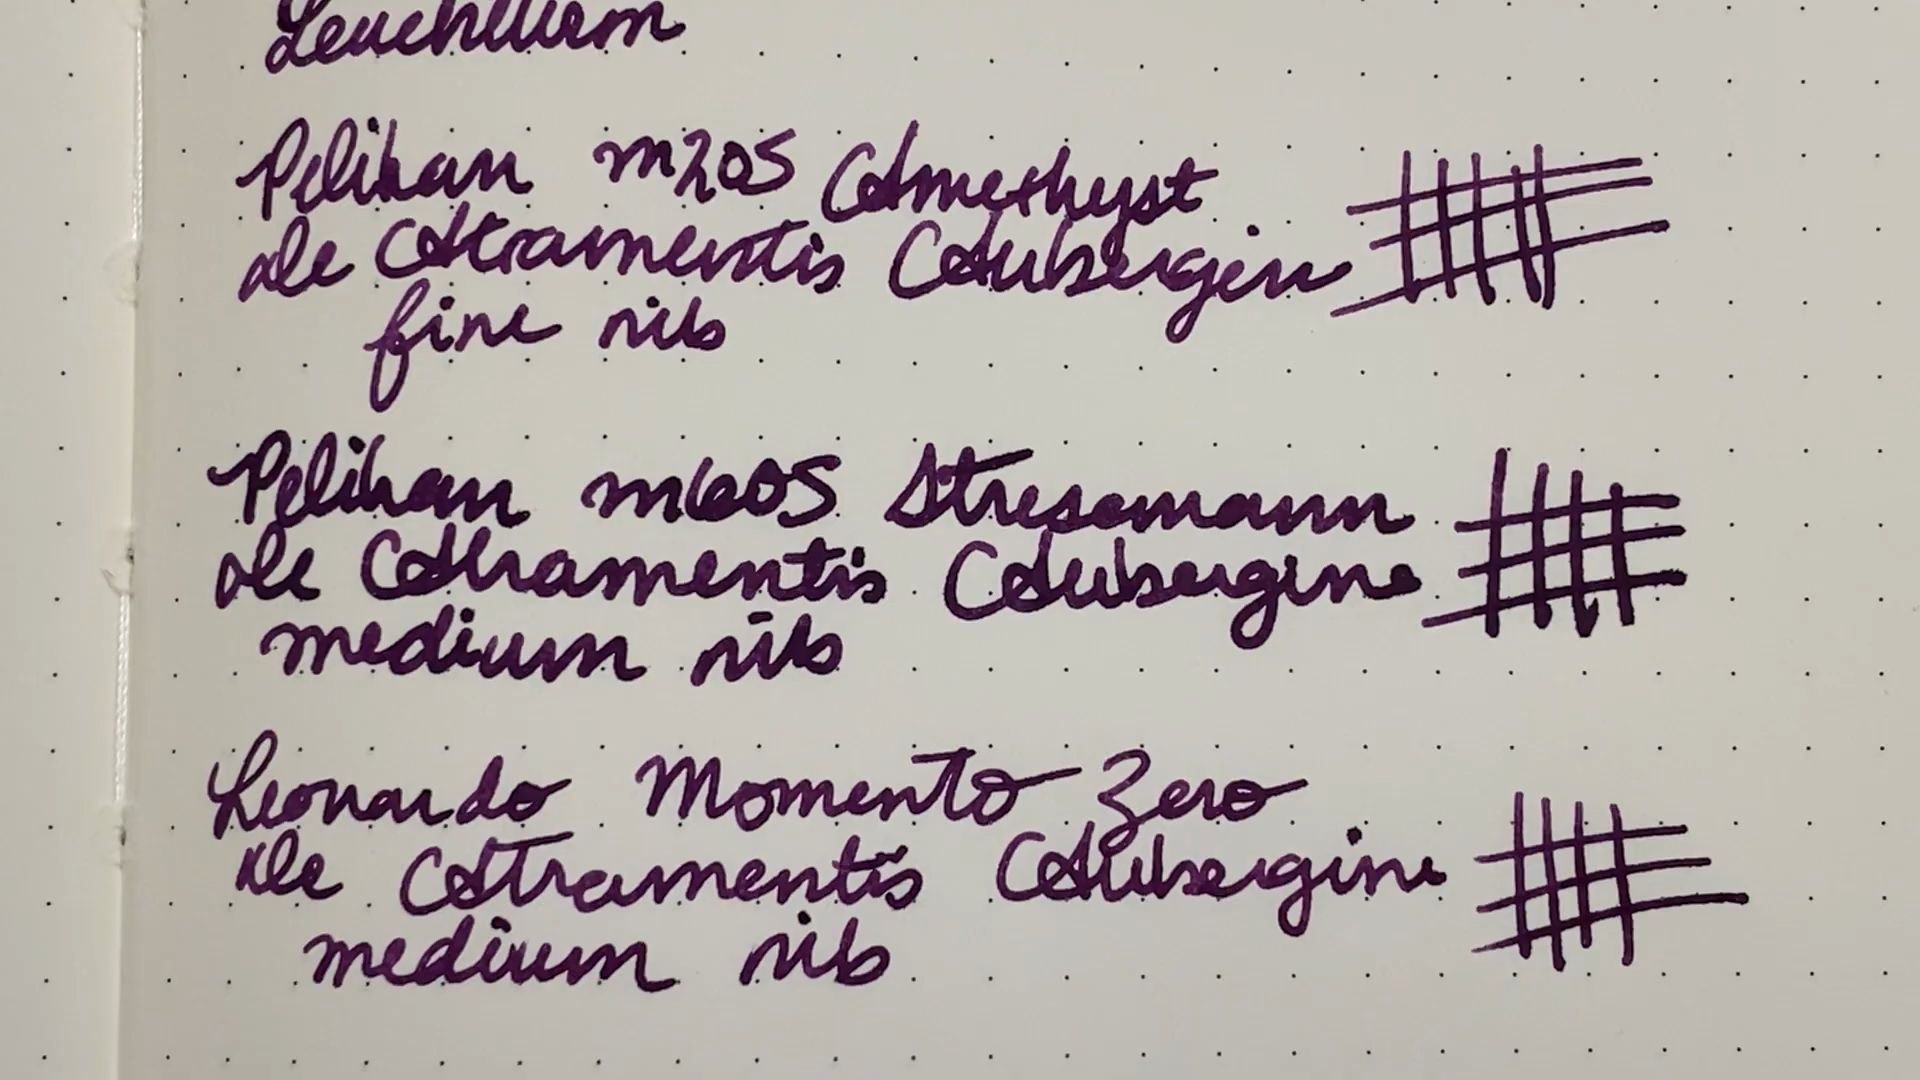 Leuchtturm
Pelikan m205 Amethyst
De Atramentis Aubergine
fine nib
Pelikan m605 Stresemann
De Atramentis Aubergine
medium nib
Leonardo Momento Zero
De Atramentis Aubergine
medium nib